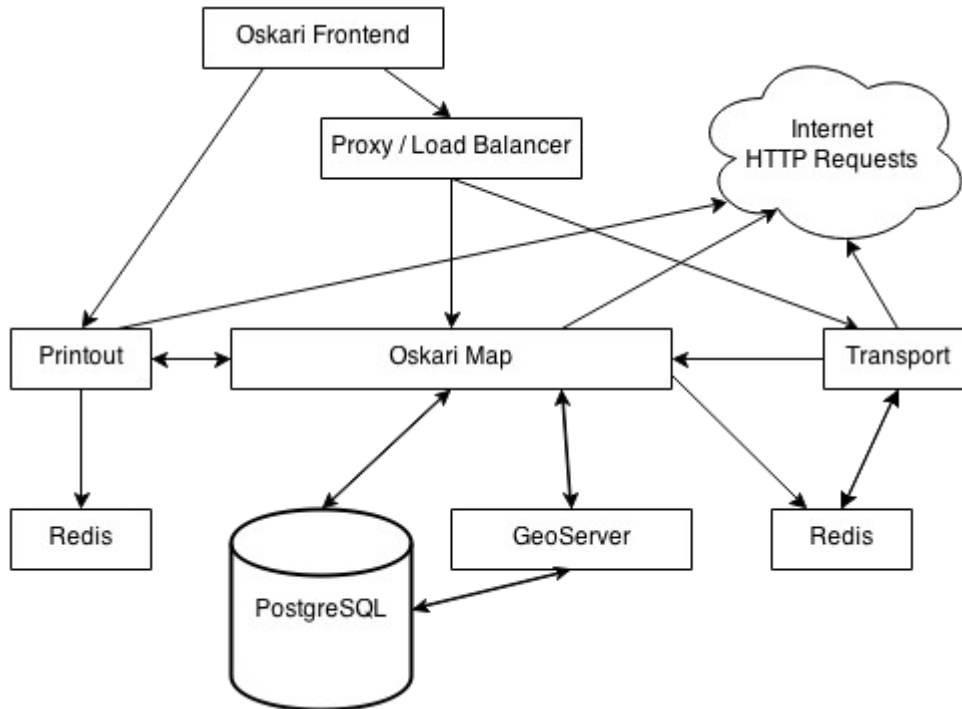 Oskari Frontend
Proxy / Load Balancer
Internet
HTTP Requests
Printout
Oskari Map
Transport
Redis
GeoServer
Redis
PostgreSQL